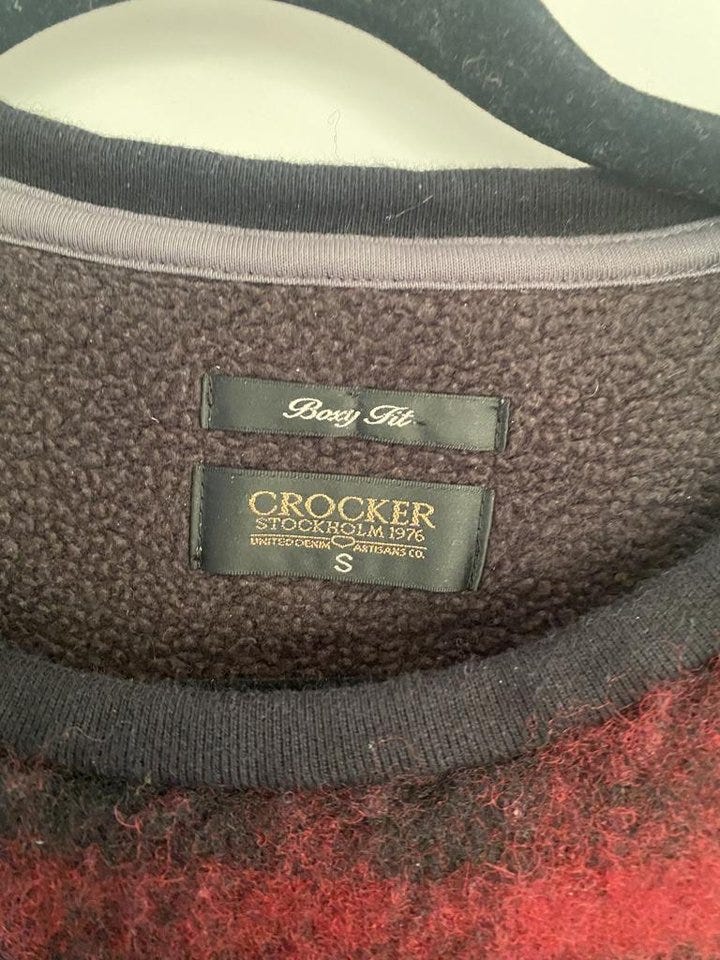 Boxy Fit
CROCKER
STOCKHOLM 1976
UNITED DENIM ARTISANS CO.
S